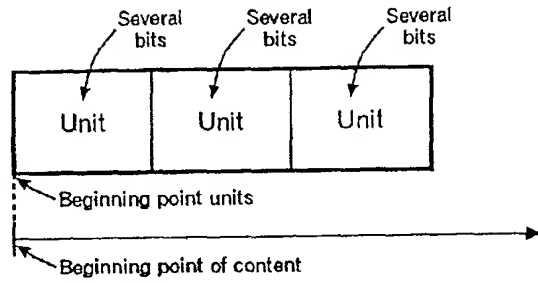 Several
bits
Several
bits
Several
bits
Unit
Unit
Unit
Beginning point units
Beginning point of content